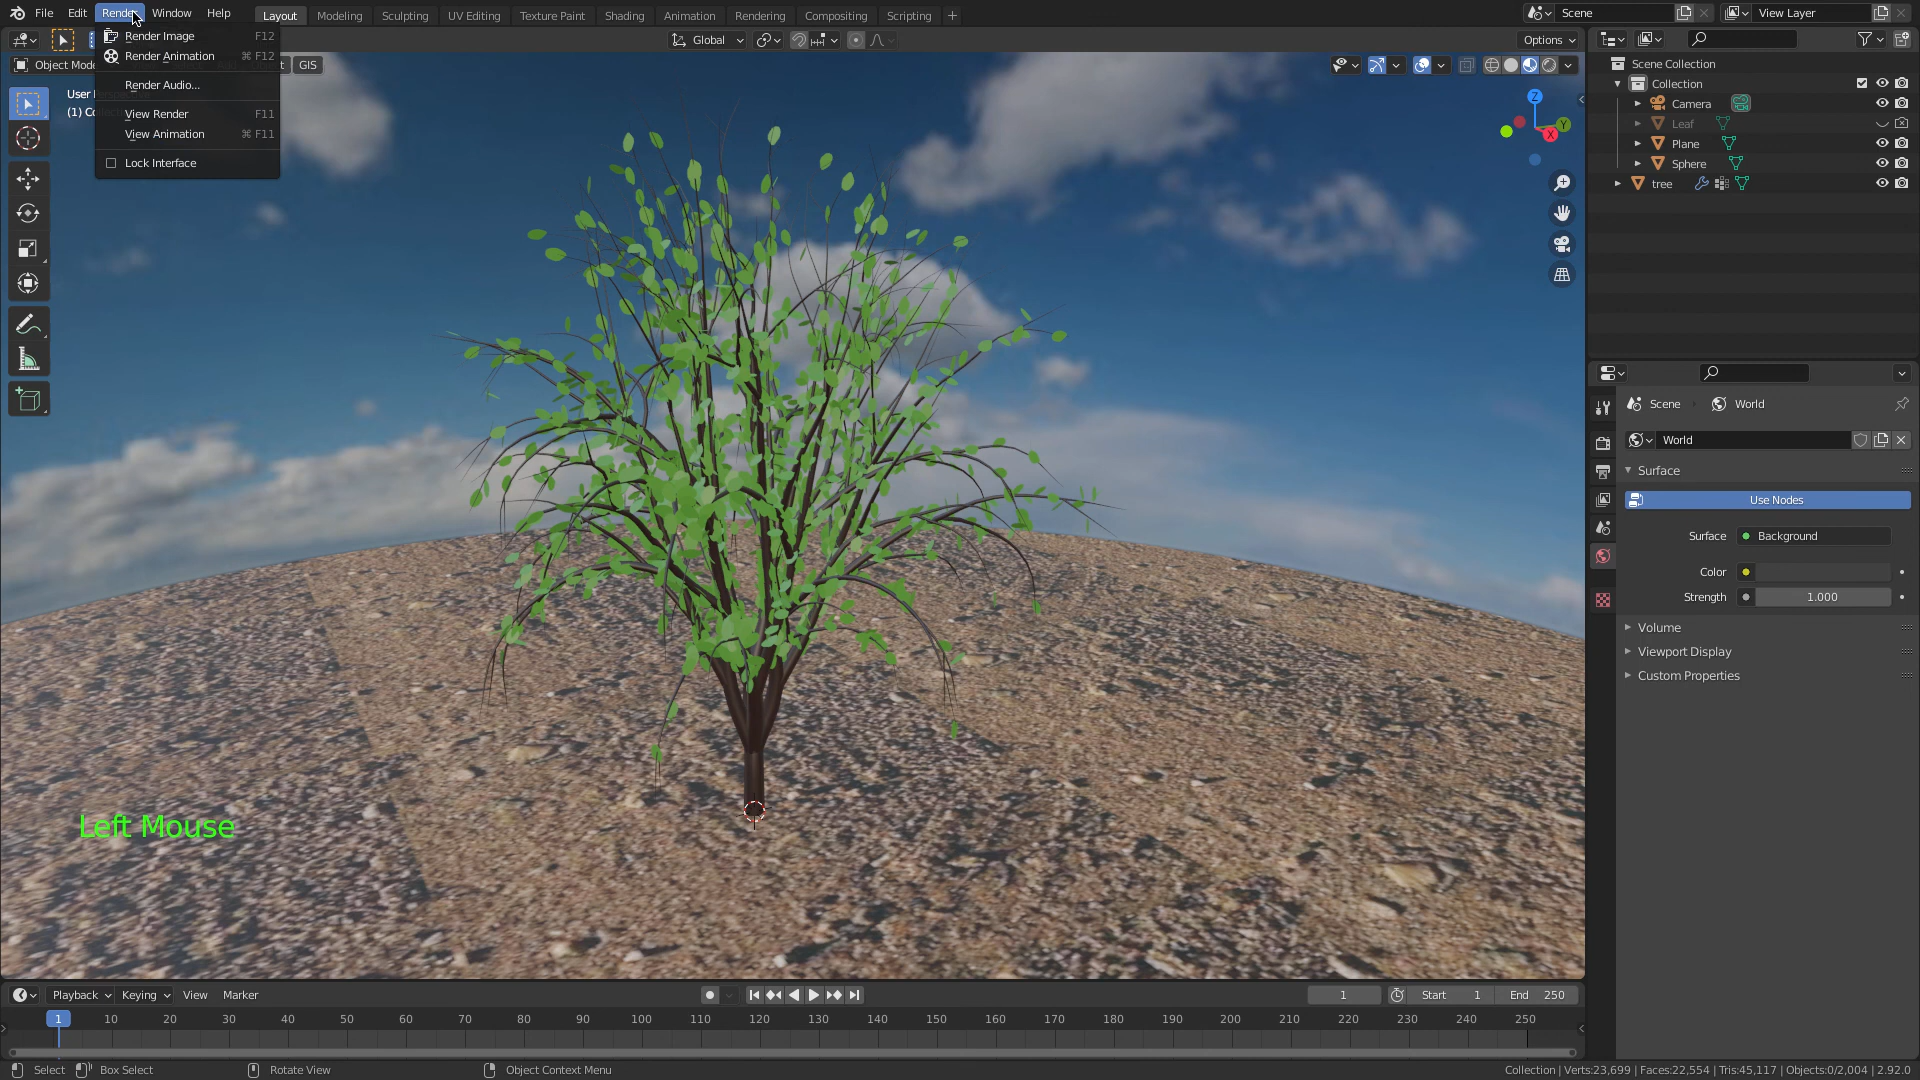 File Edit Render Window Help Layout Modeling Sculpting UV Editing Texture Paint Shading Animation Rendering Compositing Scripting + Scene View Layer
Render Image F12
Render Animation ⌘ F12
Render Audio...
View Render F11
View Animation ⌘ F11
Lock Interface
Global Options
Object Mode GIS
User
(1)
Z
Y
X
Scene Collection
Collection
Camera
Leaf
Plane
Sphere
tree
Scene World
World
Surface
Use Nodes
Surface Background
Color
Strength 1.000
Volume
Viewport Display
Custom Properties
Left Mouse
Playback Keying View Marker 1 Start 1 End 250
1 10 20 30 40 50 60 70 80 90 100 110 120 130 140 150 160 170 180 190 200 210 220 230 240 250
Select Box Select Rotate View Object Context Menu Collection | Verts:23,699 | Faces:22,554 | Tris:45,117 | Objects:0/2,004 | 2.92.0